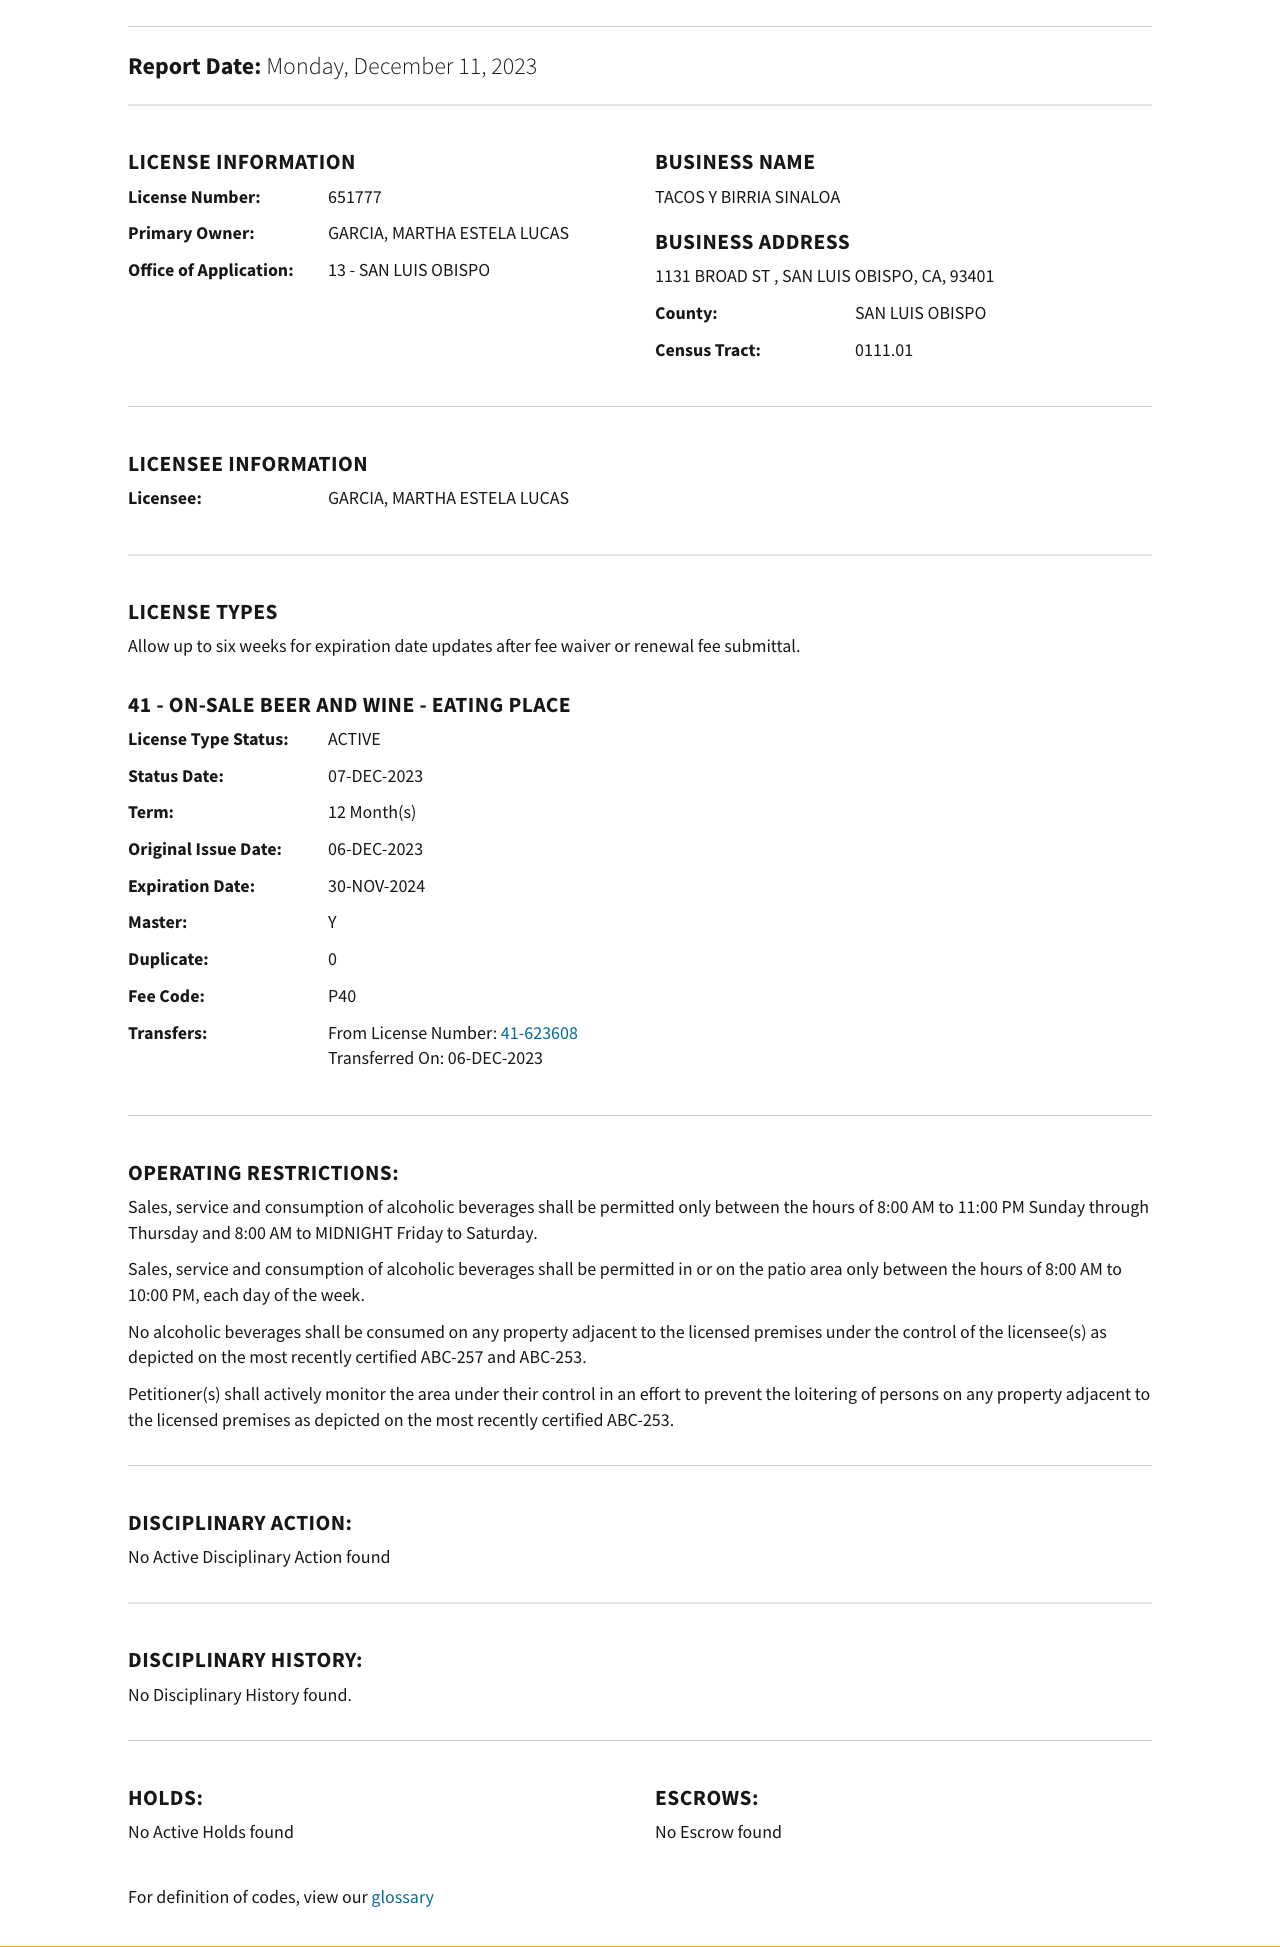 Report Date: Monday, December 11, 2023
LICENSE INFORMATION
License Number: 651777
Primary Owner: GARCIA, MARTHA ESTELA LUCAS
Office of Application: 13 - SAN LUIS OBISPO
BUSINESS NAME
TACOS Y BIRRIA SINALOA
BUSINESS ADDRESS
1131 BROAD ST , SAN LUIS OBISPO, CA, 93401
County: SAN LUIS OBISPO
Census Tract: 0111.01
LICENSEE INFORMATION
Licensee: GARCIA, MARTHA ESTELA LUCAS
LICENSE TYPES
Allow up to six weeks for expiration date updates after fee waiver or renewal fee submittal.
41 - ON-SALE BEER AND WINE - EATING PLACE
License Type Status: ACTIVE
Status Date: 07-DEC-2023
Term: 12 Month(s)
Original Issue Date: 06-DEC-2023
Expiration Date: 30-NOV-2024
Master: Y
Duplicate: 0
Fee Code: P40
Transfers: From License Number: 41-623608
Transferred On: 06-DEC-2023
OPERATING RESTRICTIONS:
Sales, service and consumption of alcoholic beverages shall be permitted only between the hours of 8:00 AM to 11:00 PM Sunday through
Thursday and 8:00 AM to MIDNIGHT Friday to Saturday.
Sales, service and consumption of alcoholic beverages shall be permitted in or on the patio area only between the hours of 8:00 AM to
10:00 PM, each day of the week.
No alcoholic beverages shall be consumed on any property adjacent to the licensed premises under the control of the licensee(s) as
depicted on the most recently certified ABC-257 and ABC-253.
Petitioner(s) shall actively monitor the area under their control in an effort to prevent the loitering of persons on any property adjacent to
the licensed premises as depicted on the most recently certified ABC-253.
DISCIPLINARY ACTION:
No Active Disciplinary Action found
DISCIPLINARY HISTORY:
No Disciplinary History found.
HOLDS:
No Active Holds found
ESCROWS:
No Escrow found
For definition of codes, view our glossary